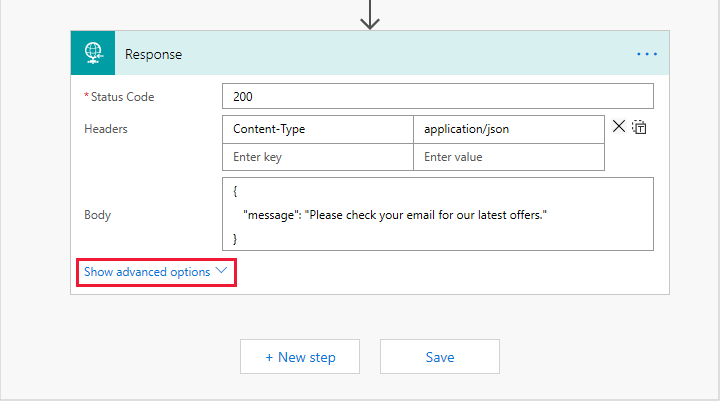 Response
*Status Code 200
Headers Content-Type application/json
Enter key Enter value
{
Body "message": "Please check your email for our latest offers."
}
Show advanced options
+ New step Save